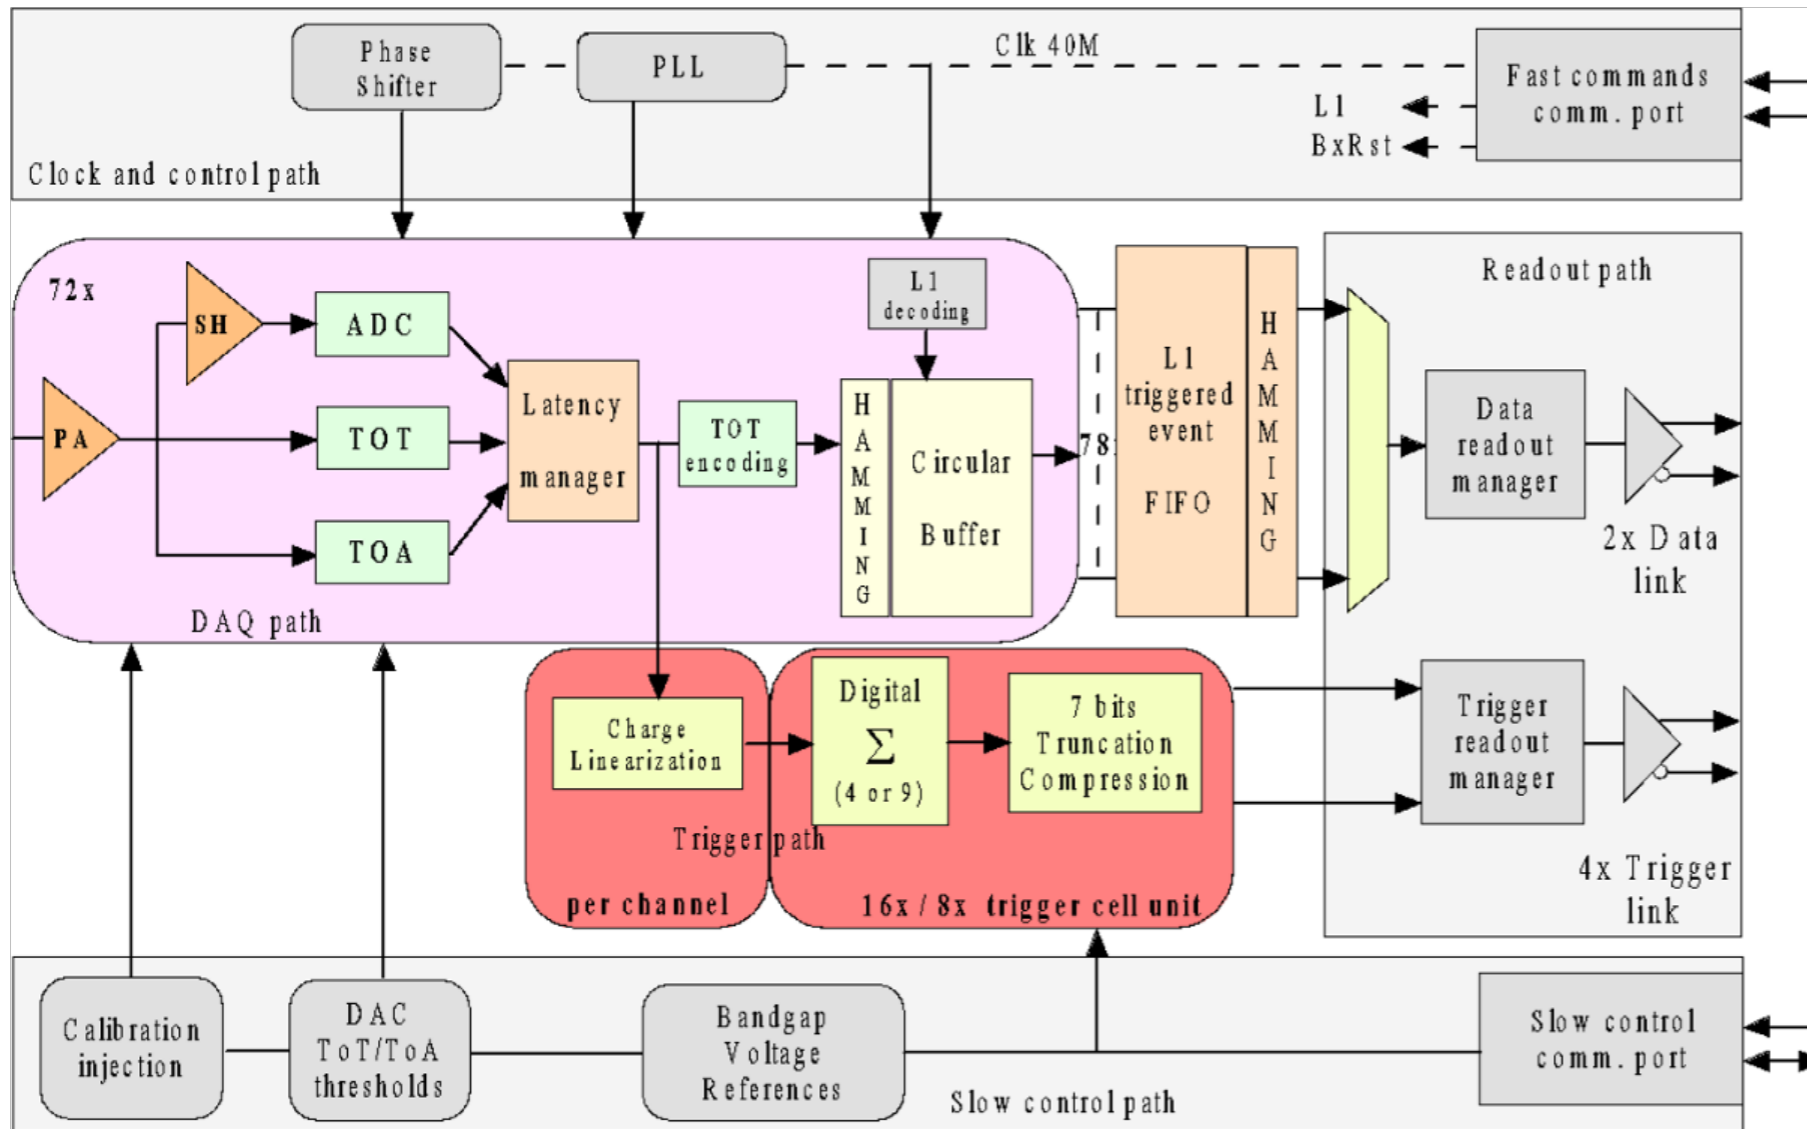 Phase
Shifter
PLL
Clk 40M
Fast commands
comm. port
L1
BxRst
Clock and control path
72x
SH
ADC
PA
TOT
TOA
Latency
manager
TOT
encoding
L1
decoding
HAMMING
Circular
Buffer
DAQ path
L1
triggered
event
FIFO
HAMMING
Readout path
Data
readout
manager
2x Data
link
Charge
Linearization
Digital
Σ
(4 or 9)
7 bits
Truncation
Compression
Trigger path
per channel
16x / 8x trigger cell unit
Trigger
readout
manager
4x Trigger
link
Calibration
injection
DAC
ToT/ToA
thresholds
Bandgap
Voltage
References
Slow control
comm. port
Slow control path